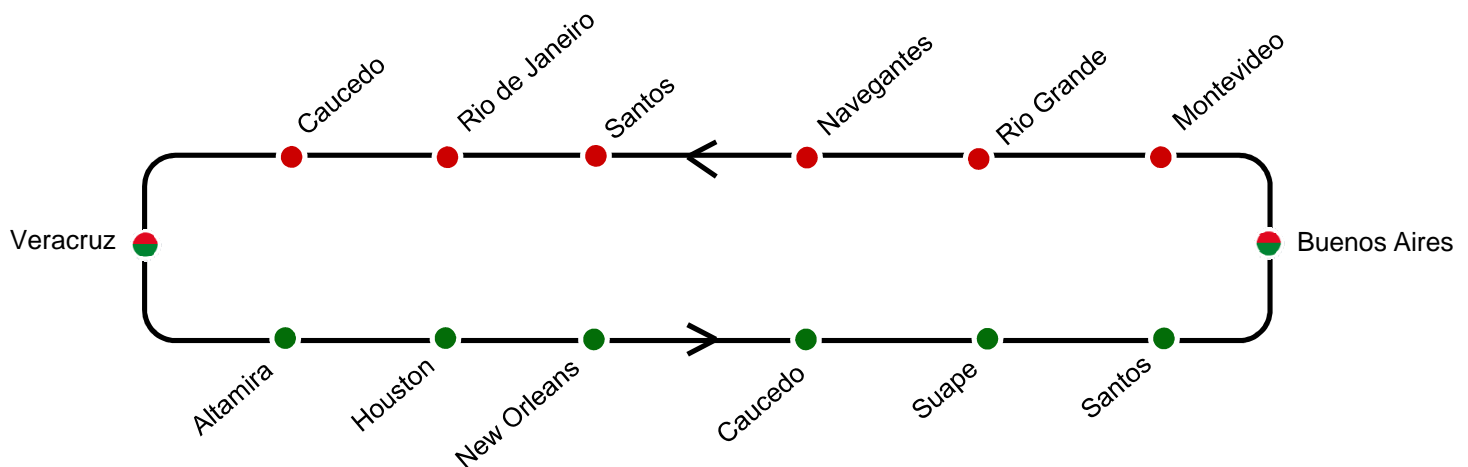 Caucedo
Rio de Janeiro
Santos
Navegantes
Rio Grande
Montevideo
Veracruz
Buenos Aires
Altamira
Houston
New Orleans
Caucedo
Suape
Santos